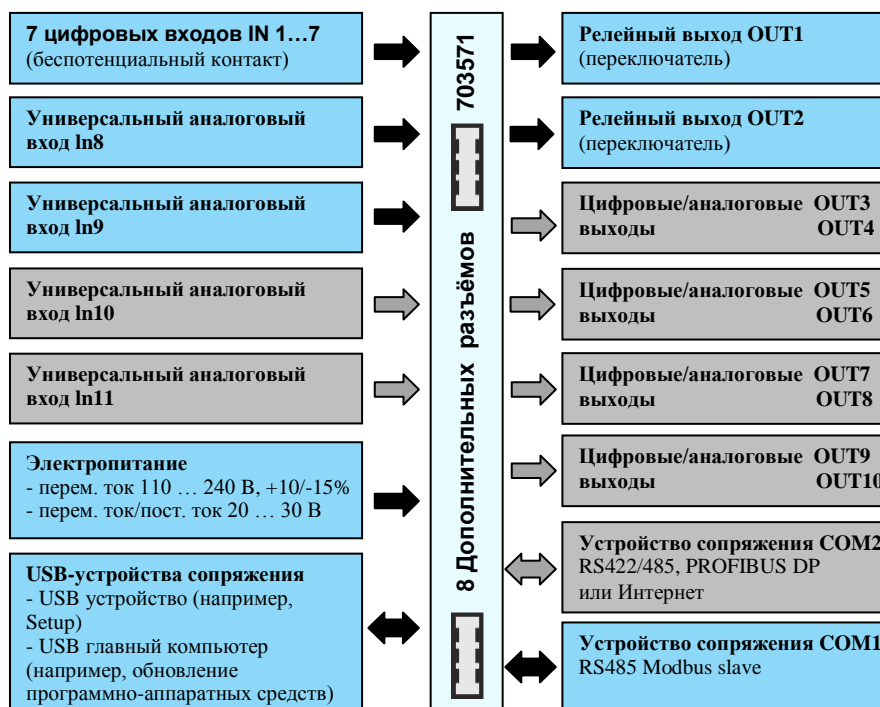 7 цифровых входов IN 1…7
(беспотенциальный контакт)
Универсальный аналоговый
вход ln8
Универсальный аналоговый
вход ln9
Универсальный аналоговый
вход ln10
Универсальный аналоговый
вход ln11
Электропитание
- перем. ток 110 … 240 В, +10/-15%
- перем. ток/пост. ток 20 … 30 В
USB-устройства сопряжения
- USB устройство (например,
Setup)
- USB главный компьютер
(например, обновление
программно-аппаратных средств)
8 Дополнительных разъёмов 703571
Релейный выход OUT1
(переключатель)
Релейный выход OUT2
(переключатель)
Цифровые/аналоговые OUT3
выходы OUT4
Цифровые/аналоговые OUT5
выходы OUT6
Цифровые/аналоговые OUT7
выходы OUT8
Цифровые/аналоговые OUT9
выходы OUT10
Устройство сопряжения COM2
RS422/485, PROFIBUS DP
или Интернет
Устройство сопряжения COM1
RS485 Modbus slave